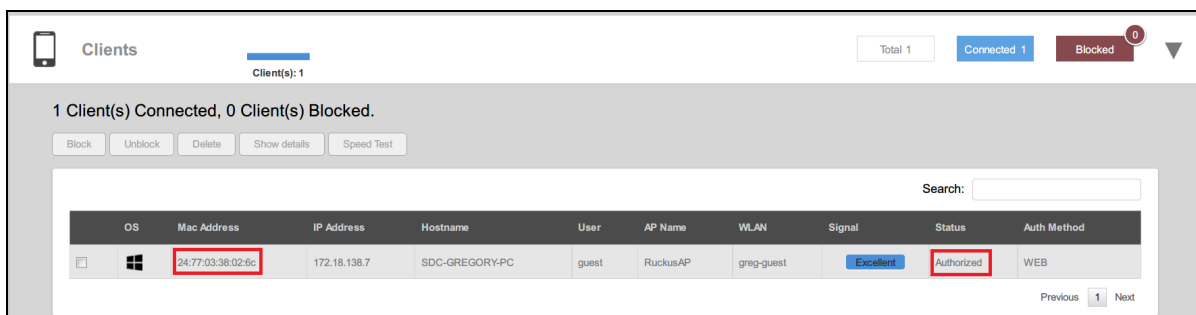 Clients Total 1 Connected 1 Blocked 0
Client(s): 1
1 Client(s) Connected, 0 Client(s) Blocked.
Block Unblock Delete Show details Speed Test
Search:
OS Mac Address IP Address Hostname User AP Name WLAN Signal Status Auth Method
24:77:03:38:02:6c 172.18.138.7 SDC-GREGORY-PC guest RuckusAP greg-guest Excellent Authorized WEB
Previous 1 Next